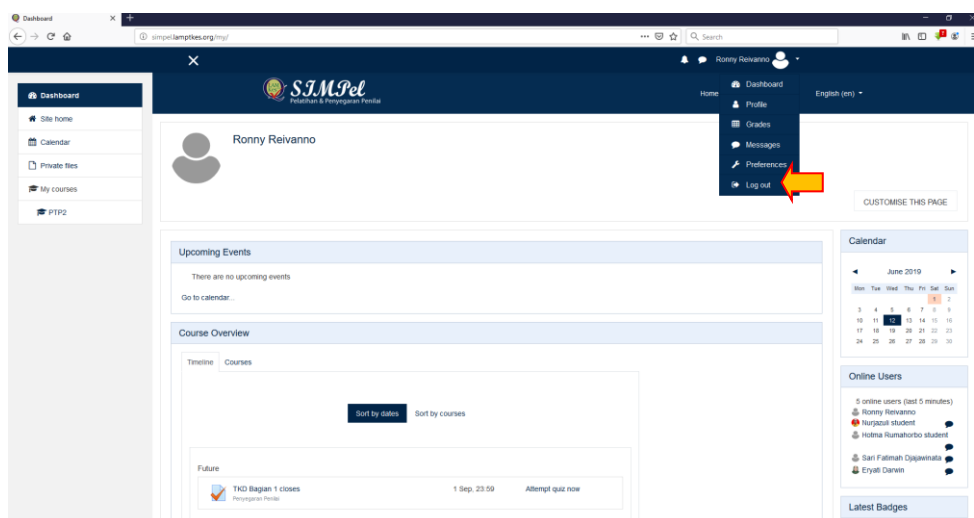 Dashboard
simpel.lamptkes.org/my/
Search
Ronny Reivanno
SIMPel
Pelatihan & Penyegaran Penilai
Home
English (en)
Dashboard
Profile
Grades
Messages
Preferences
Log out
Dashboard
Site home
Calendar
Private files
My courses
PTP2
Ronny Reivanno
CUSTOMISE THIS PAGE
Upcoming Events
There are no upcoming events
Go to calendar...
Course Overview
Timeline Courses
Sort by dates Sort by courses
Future
TKD Bagian 1 closes 1 Sep, 23:59 Attempt quiz now
Penyegaran Penilai
Calendar
◄ June 2019 ►
Mon Tue Wed Thu Fri Sat Sun
1 2
3 4 5 6 7 8 9
10 11 12 13 14 15 16
17 18 19 20 21 22 23
24 25 26 27 28 29 30
Online Users
5 online users (last 5 minutes)
Ronny Reivanno
Nurjazuli student
Hotma Rumahorbo student
Sari Fatimah Djajawinata
Eryati Darwin
Latest Badges